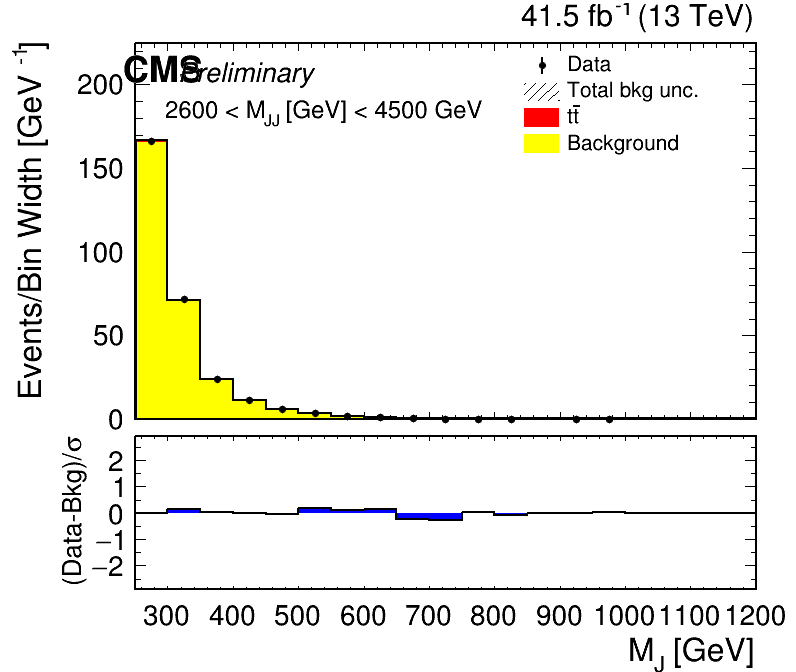 41.5 fb⁻¹ (13 TeV)
CMS Preliminary
2600 < M_JJ [GeV] < 4500 GeV
Data
Total bkg unc.
tt̄
Background
Events/Bin Width [GeV⁻¹]
200
150
100
50
0
(Data-Bkg)/σ
2
1
0
−1
−2
300 400 500 600 700 800 900 1000 1100 1200
M_J [GeV]